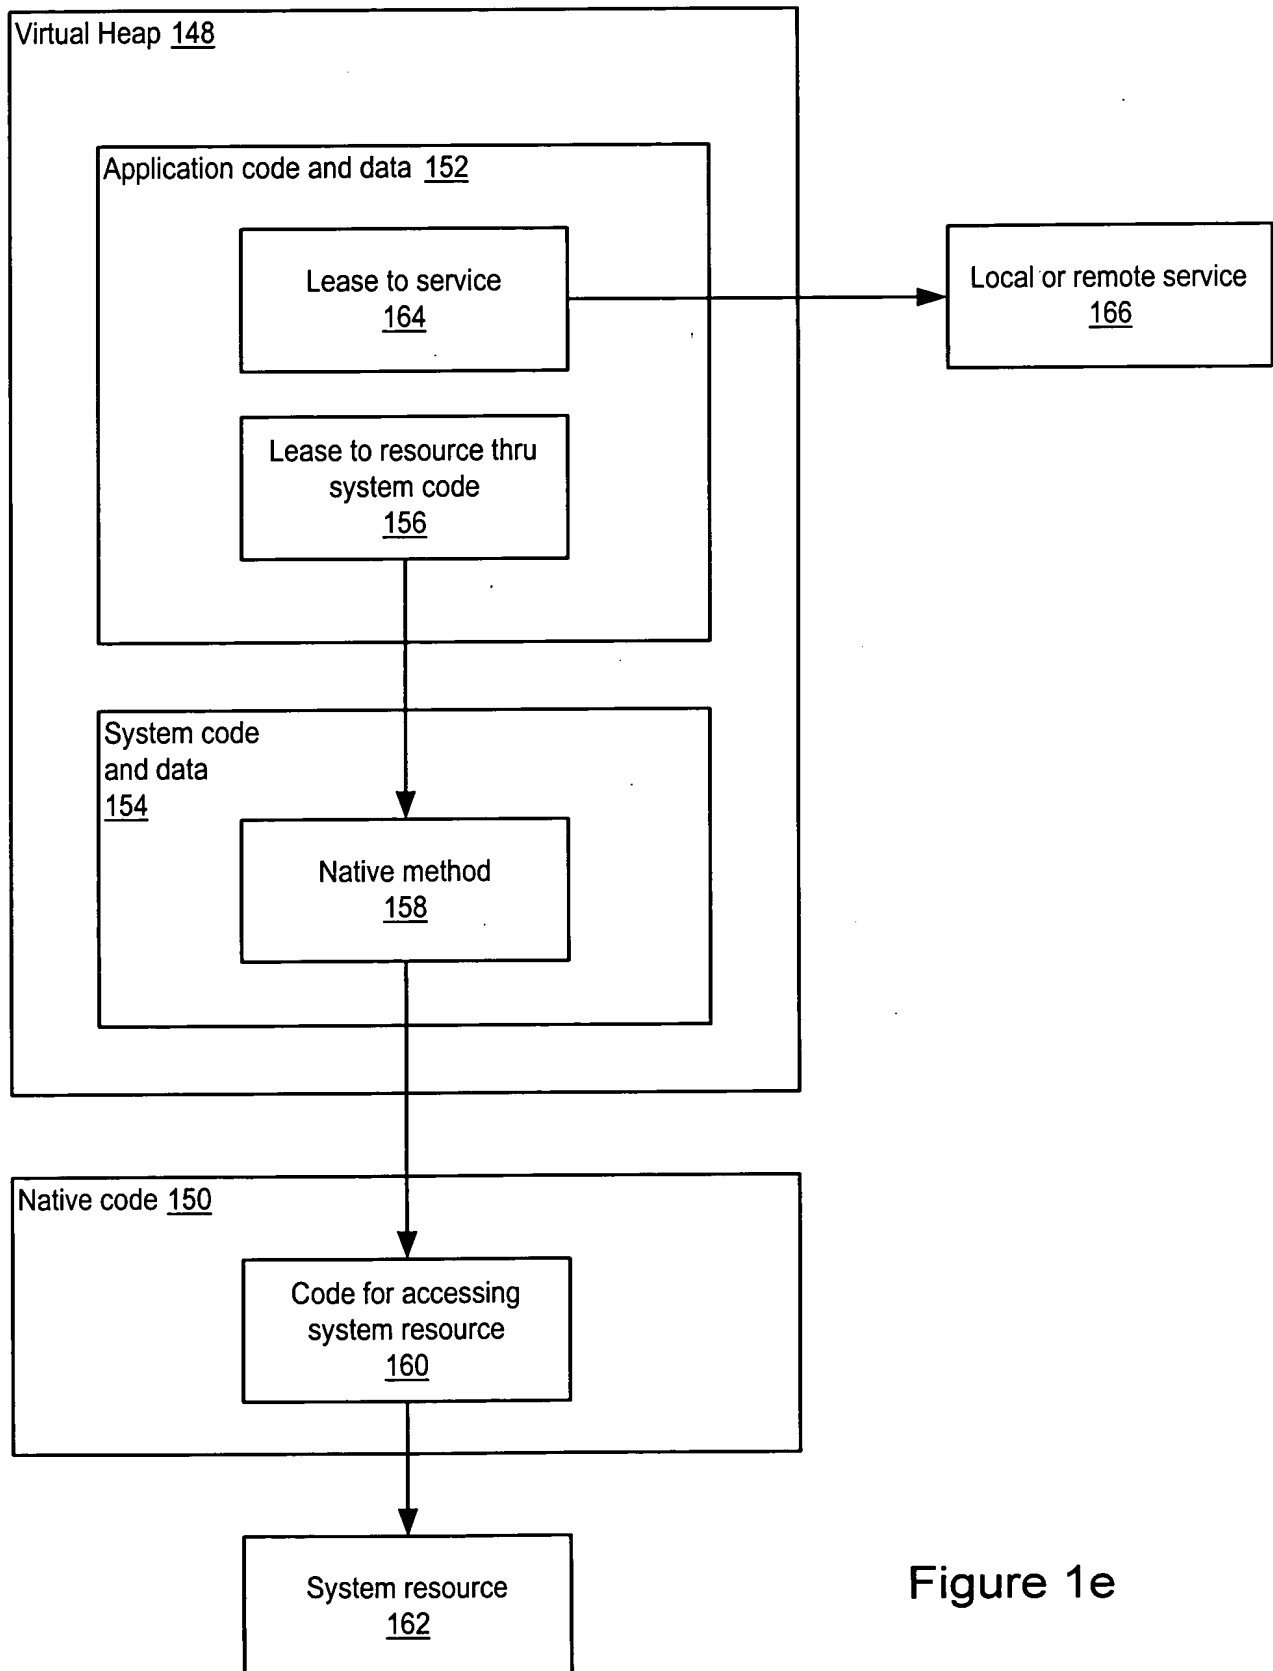 Virtual Heap 148
Application code and data 152
Lease to service
164
Local or remote service
166
Lease to resource thru
system code
156
System code
and data
154
Native method
158
Native code 150
Code for accessing
system resource
160
System resource
162
Figure 1e